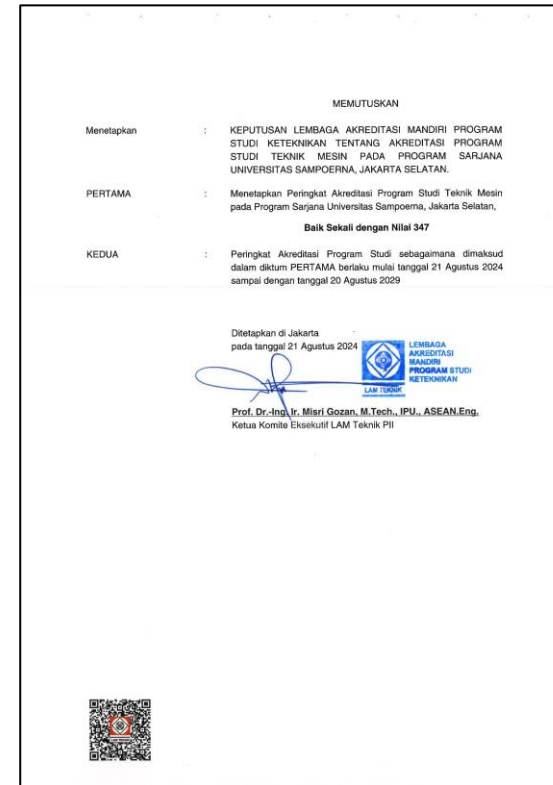 MEMUTUSKAN
Menetapkan : KEPUTUSAN LEMBAGA AKREDITASI MANDIRI PROGRAM
STUDI KETEKNIKAN TENTANG AKREDITASI PROGRAM
STUDI TEKNIK MESIN PADA PROGRAM SARJANA
UNIVERSITAS SAMPOERNA, JAKARTA SELATAN.
PERTAMA : Menetapkan Peringkat Akreditasi Program Studi Teknik Mesin
pada Program Sarjana Universitas Sampoerna, Jakarta Selatan,
Baik Sekali dengan Nilai 347
KEDUA : Peringkat Akreditasi Program Studi sebagaimana dimaksud
dalam diktum PERTAMA berlaku mulai tanggal 21 Agustus 2024
sampai dengan tanggal 20 Agustus 2029
Ditetapkan di Jakarta
pada tanggal 21 Agustus 2024
LEMBAGA
AKREDITASI
MANDIRI
PROGRAM STUDI
KETEKNIKAN
LAM TEKNIK
Prof. Dr.-Ing. Ir. Misri Gozan, M.Tech., IPU., ASEAN.Eng.
Ketua Komite Eksekutif LAM Teknik PII